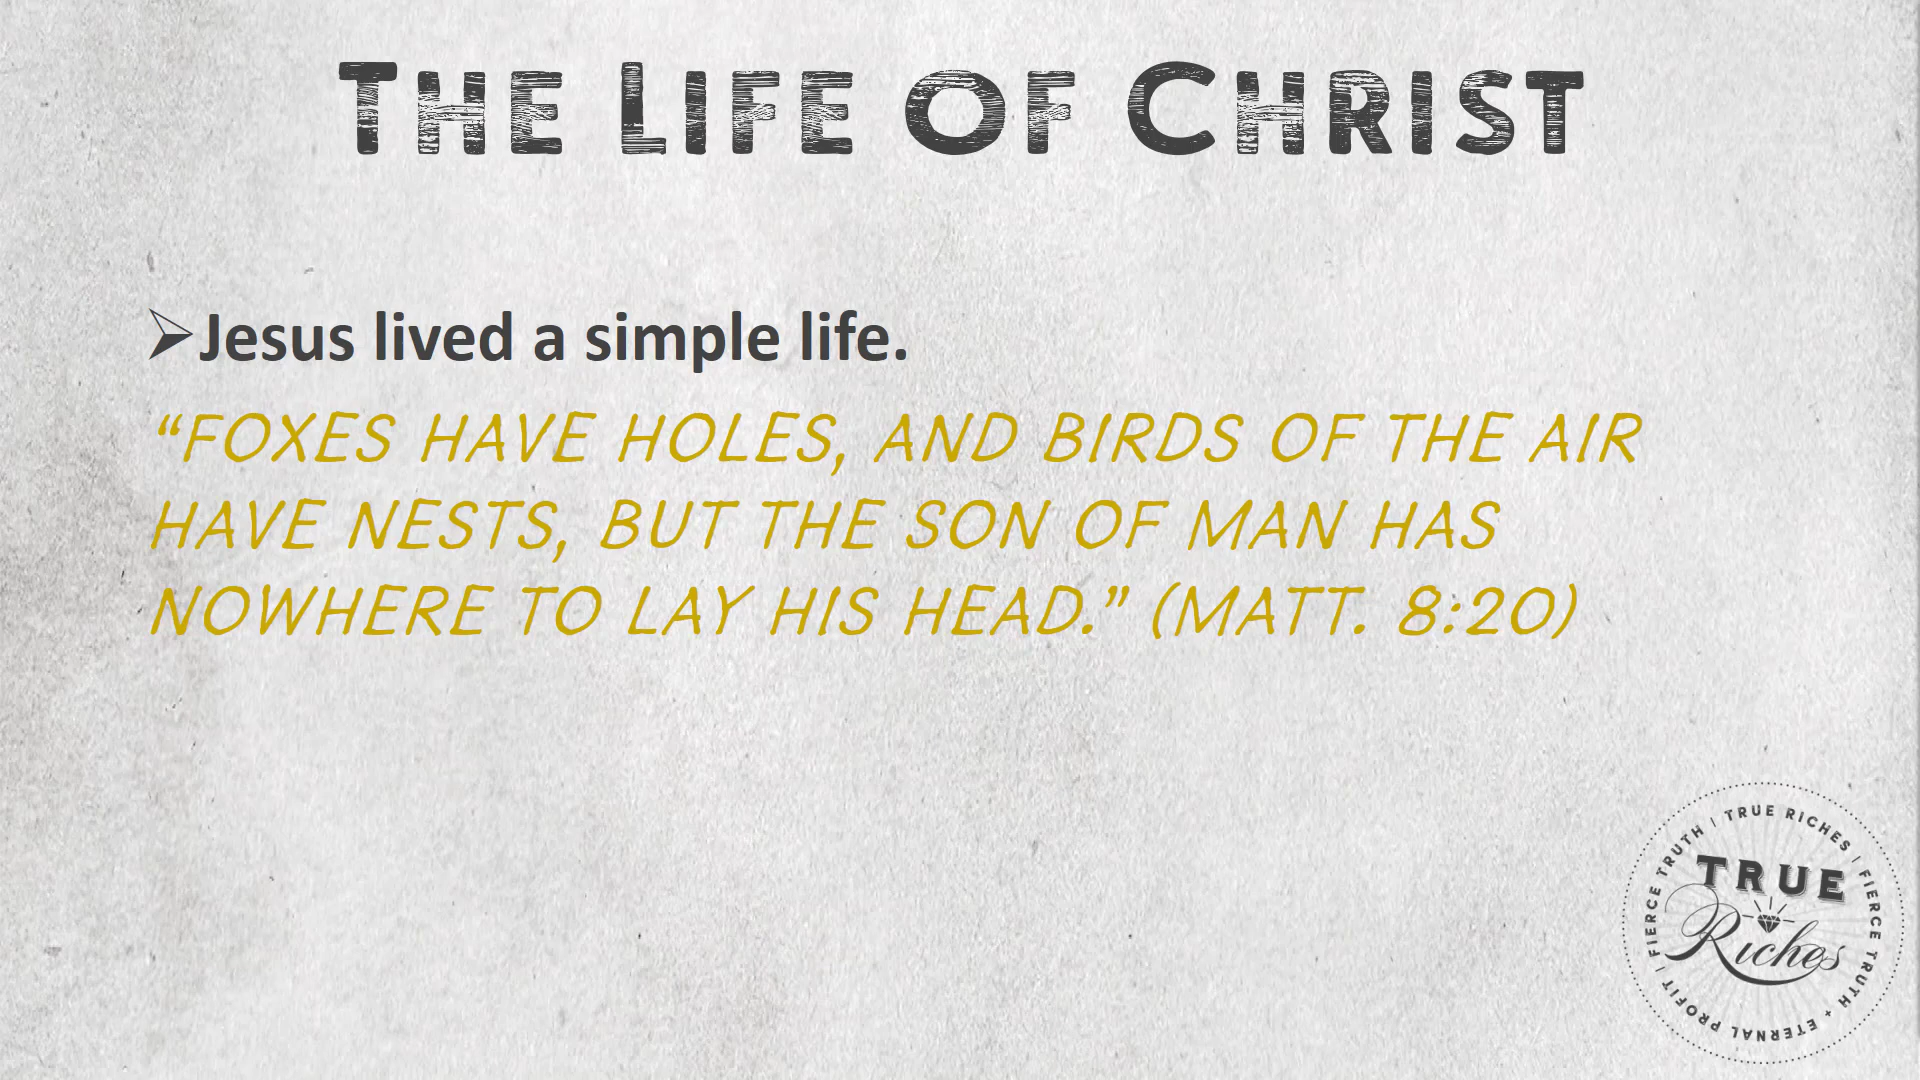 THE LIFE OF CHRIST
➢Jesus lived a simple life.
“FOXES HAVE HOLES, AND BIRDS OF THE AIR
HAVE NESTS, BUT THE SON OF MAN HAS
NOWHERE TO LAY HIS HEAD.” (MATT. 8:20)
TRUE
Riches
| TRUE RICHES | FIERCE TRUTH + ETERNAL PROFIT | FIERCE TRUTH